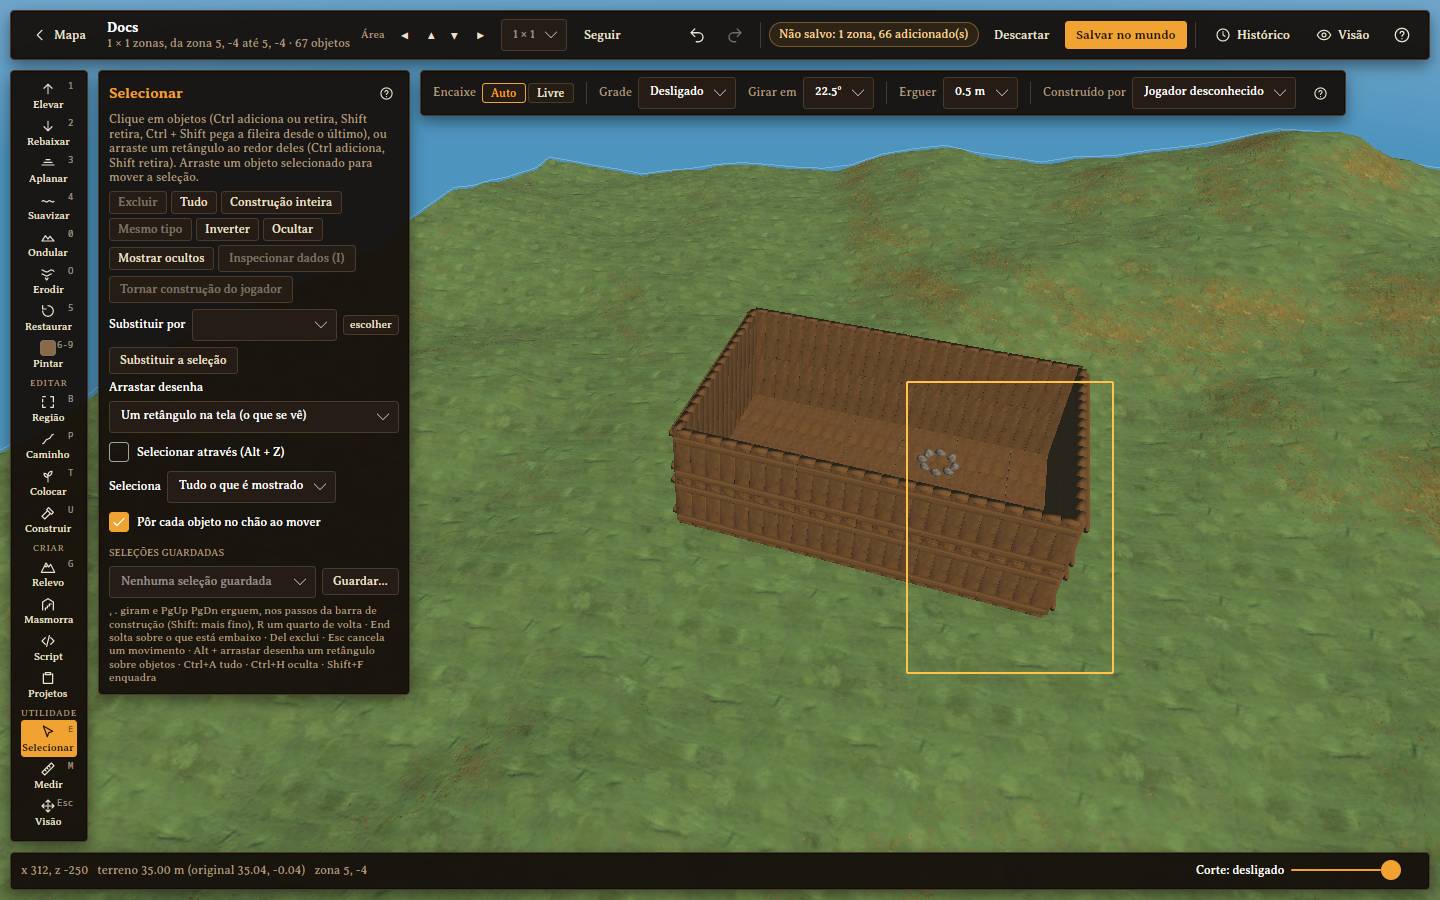 Mapa
Docs
1 × 1 zonas, da zona 5, -4 até 5, -4 · 67 objetos
Área
1 × 1
Seguir
Não salvo: 1 zona, 66 adicionado(s)
Descartar
Salvar no mundo
Histórico
Visão
Elevar 1
Rebaixar 2
Aplanar 3
Suavizar 4
Ondular 0
Erodir O
Restaurar 5
Pintar 6-9
EDITAR
Região B
Caminho P
Colocar T
Construir U
CRIAR
Relevo G
Masmorra
Script
Projetos
UTILIDADE
Selecionar E
Medir M
Visão Esc
Selecionar
Clique em objetos (Ctrl adiciona ou retira, Shift
retira, Ctrl + Shift pega a fileira desde o último), ou
arraste um retângulo ao redor deles (Ctrl adiciona,
Shift retira). Arraste um objeto selecionado para
mover a seleção.
Excluir Tudo Construção inteira
Mesmo tipo Inverter Ocultar
Mostrar ocultos Inspecionar dados (I)
Tornar construção do jogador
Substituir por escolher
Substituir a seleção
Arrastar desenha
Um retângulo na tela (o que se vê)
Selecionar através (Alt + Z)
Seleciona Tudo o que é mostrado
Pôr cada objeto no chão ao mover
SELEÇÕES GUARDADAS
Nenhuma seleção guardada Guardar...
, . giram e PgUp PgDn erguem, nos passos da barra de
construção (Shift: mais fino), R um quarto de volta · End
solta sobre o que está embaixo · Del exclui · Esc cancela
um movimento · Alt + arrastar desenha um retângulo
sobre objetos · Ctrl+A tudo · Ctrl+H oculta · Shift+F
enquadra
Encaixe Auto Livre Grade Desligado Girar em 22.5° Erguer 0.5 m Construído por Jogador desconhecido
x 312, z -250 terreno 35.00 m (original 35.04, -0.04) zona 5, -4
Corte: desligado